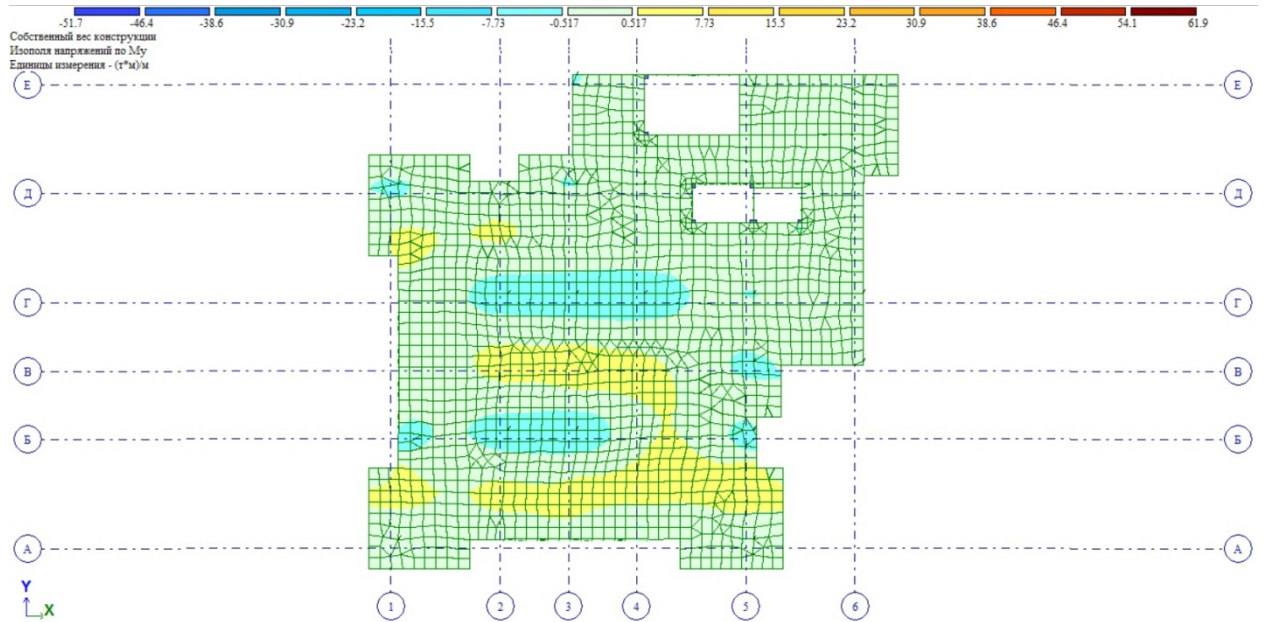 -51.7 -46.4 -38.6 -30.9 -23.2 -15.5 -7.73 -0.517 0.517 7.73 15.5 23.2 30.9 38.6 46.4 54.1 61.9
Собственный вес конструкции
Изополя напряжений по My
Единицы измерения - (т*м)/м
Е Е
Д Д
Г Г
В В
Б Б
А А
Y
X
1 2 3 4 5 6